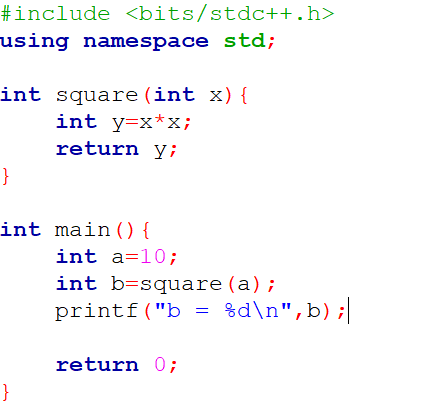 #include <bits/stdc++.h>
using namespace std;

int square(int x){
    int y=x*x;
    return y;
}

int main(){
    int a=10;
    int b=square(a);
    printf("b = %d\n",b);

    return 0;
}